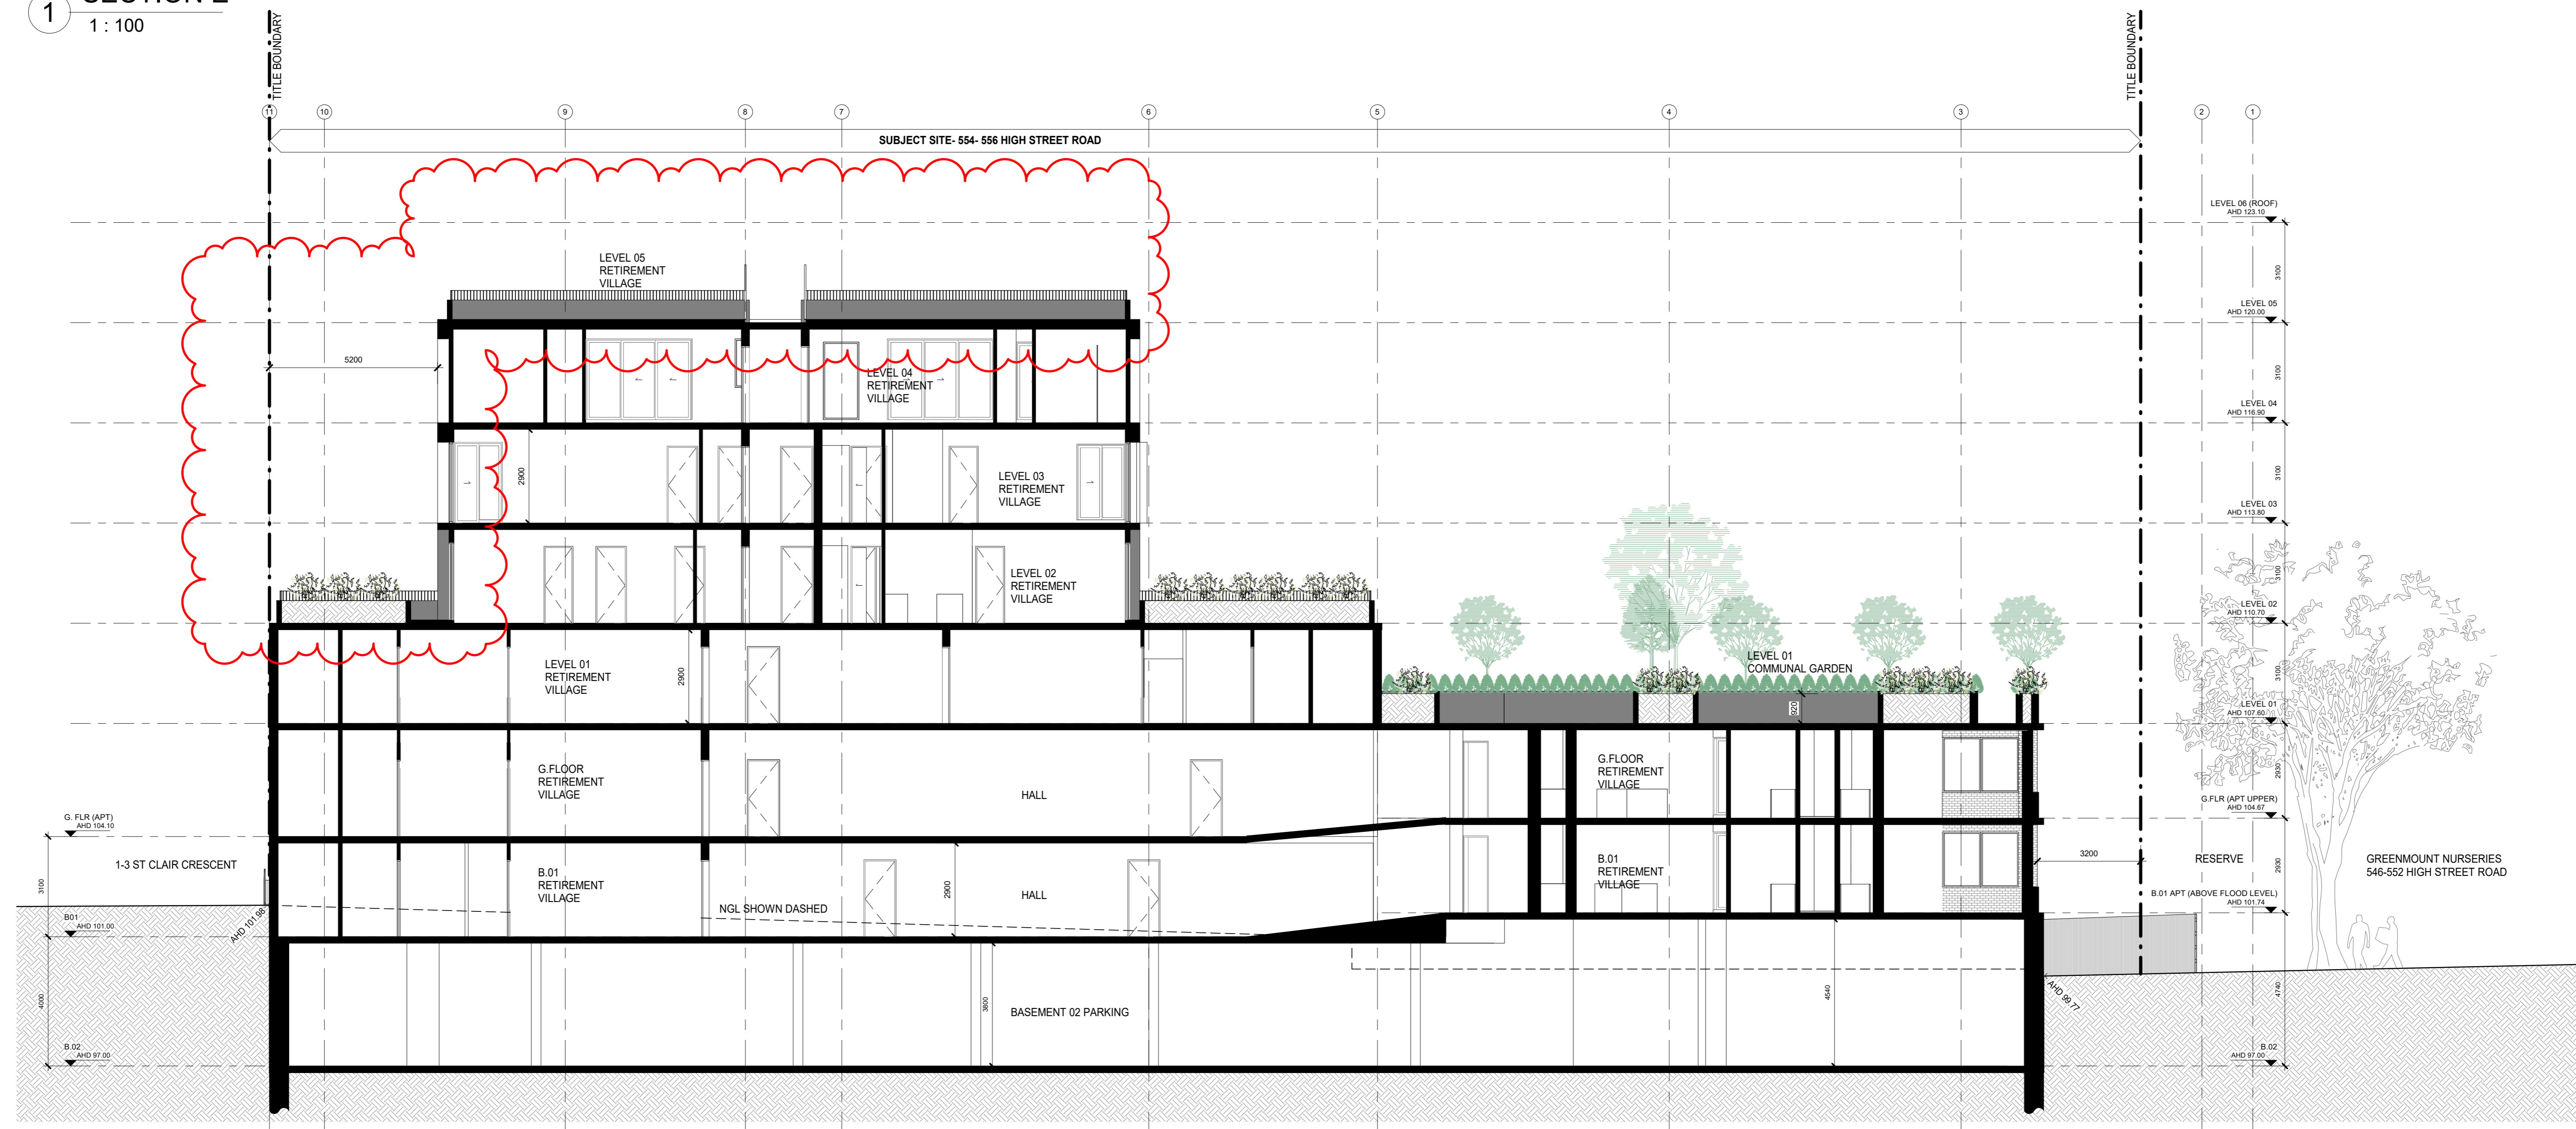 1
1 : 100
TITLE BOUNDARY
TITLE BOUNDARY
11
10
9
8
7
6
5
4
3
2
1
SUBJECT SITE- 554- 556 HIGH STREET ROAD
LEVEL 06 (ROOF)
AHD 123.10
3100
LEVEL 05
RETIREMENT
VILLAGE
LEVEL 05
AHD 120.00
5200
3100
LEVEL 04
RETIREMENT
VILLAGE
LEVEL 04
AHD 116.90
2900
LEVEL 03
RETIREMENT
VILLAGE
3100
LEVEL 03
AHD 113.80
LEVEL 02
RETIREMENT
VILLAGE
3100
LEVEL 02
AHD 110.70
LEVEL 01
RETIREMENT
VILLAGE
2900
LEVEL 01
COMMUNAL GARDEN
920
3100
LEVEL 01
AHD 107.60
G.FLOOR
RETIREMENT
VILLAGE
HALL
G.FLOOR
RETIREMENT
VILLAGE
2930
G.FLR (APT UPPER)
AHD 104.67
G. FLR (APT)
AHD 104.10
1-3 ST CLAIR CRESCENT
3100
B.01
RETIREMENT
VILLAGE
2900
HALL
B.01
RETIREMENT
VILLAGE
3200
RESERVE
GREENMOUNT NURSERIES
546-552 HIGH STREET ROAD
2930
B.01 APT (ABOVE FLOOD LEVEL)
AHD 101.74
NGL SHOWN DASHED
B01
AHD 101.00
AHD 101.98
4000
3800
BASEMENT 02 PARKING
4540
AHD 99.77
4740
B.02
AHD 97.00
B.02
AHD 97.00